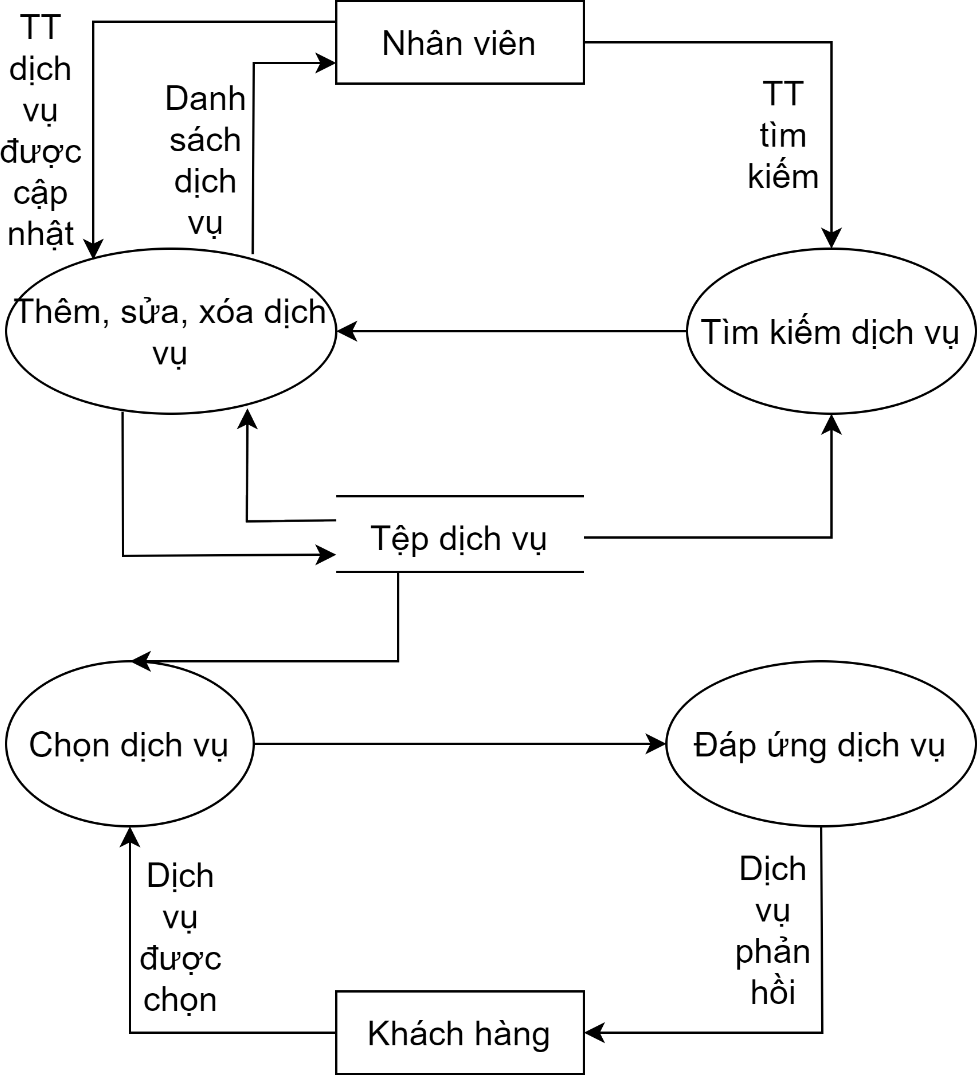 TT
dịch
vụ
được
cập
nhật
Danh
sách
dịch
vụ
Nhân viên
TT
tìm
kiếm
Thêm, sửa, xóa dịch
vụ
Tìm kiếm dịch vụ
Tệp dịch vụ
Chọn dịch vụ
Đáp ứng dịch vụ
Dịch
vụ
được
chọn
Dịch
vụ
phản
hồi
Khách hàng